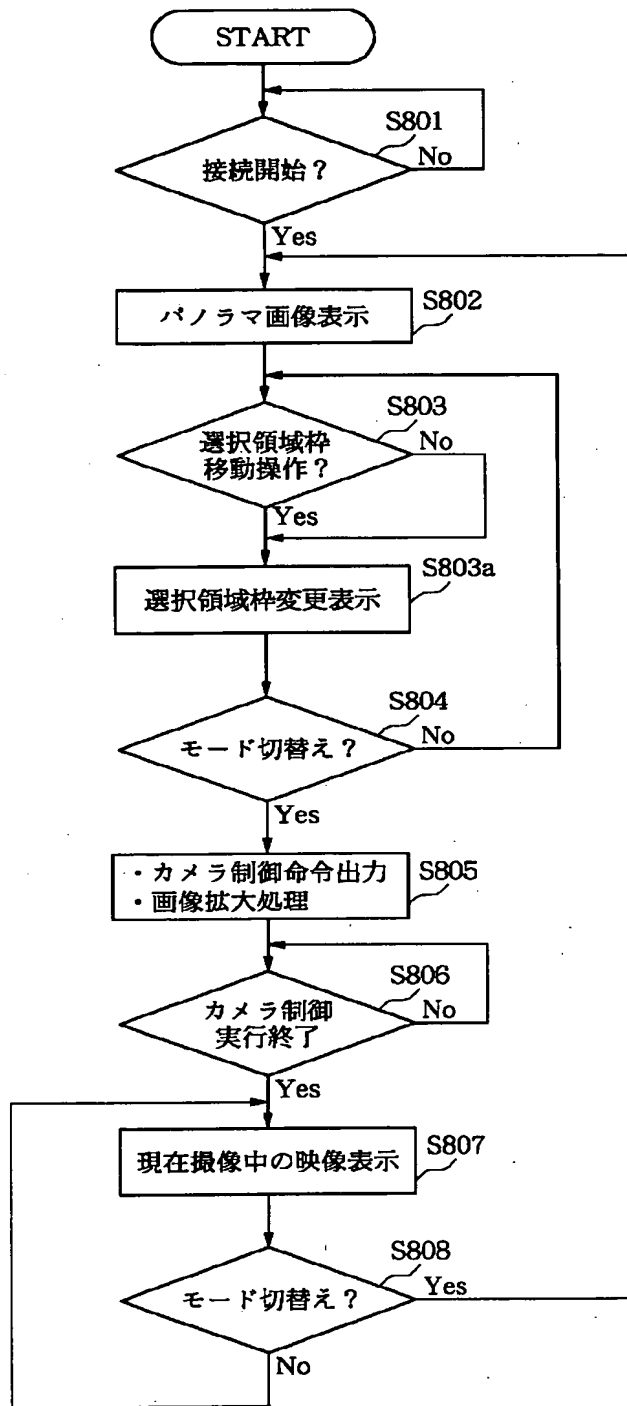 START
S801
接続開始？
No
Yes
パノラマ画像表示
S802
S803
選択領域枠
移動操作？
No
Yes
選択領域枠変更表示
S803a
S804
モード切替え？
No
Yes
・カメラ制御命令出力
・画像拡大処理
S805
S806
カメラ制御
実行終了
No
Yes
現在撮像中の映像表示
S807
S808
モード切替え？
Yes
No